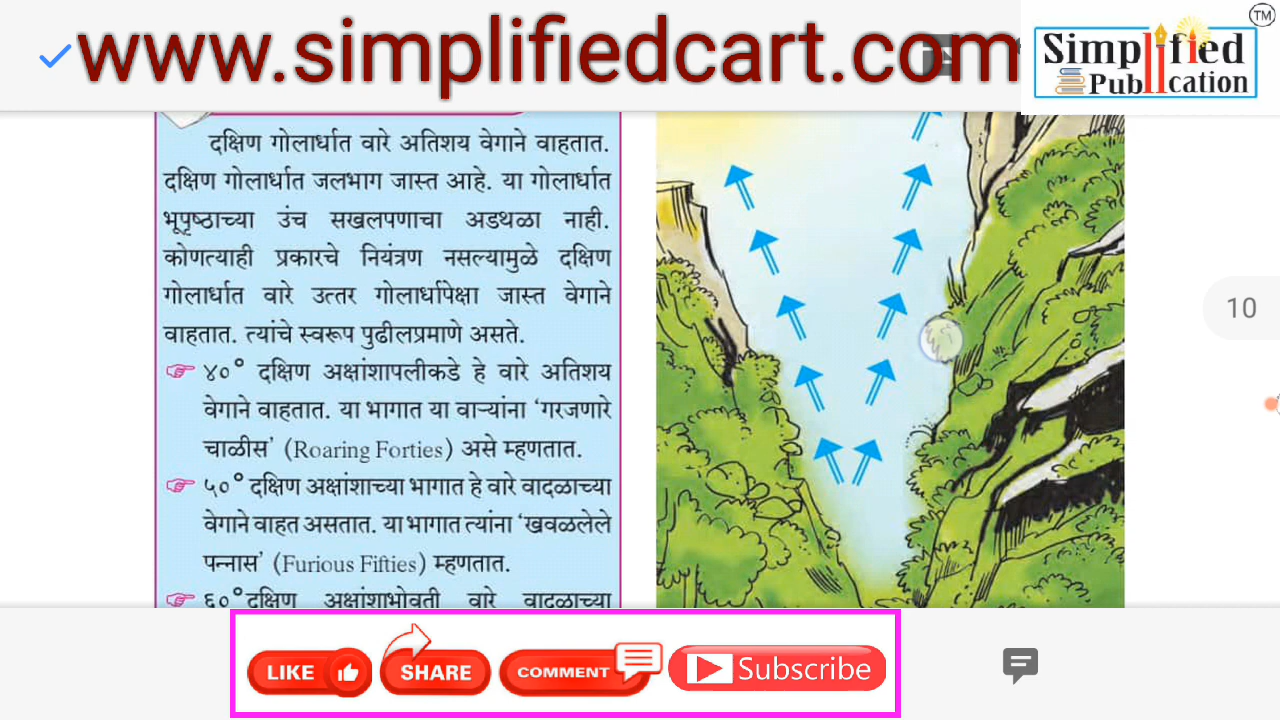 www.simplifiedcart.com
TM
Simplified
Publication
दक्षिण गोलार्धात वारे अतिशय वेगाने वाहतात.
दक्षिण गोलार्धात जलभाग जास्त आहे. या गोलार्धात
भूपृष्ठाच्या उंच सखलपणाचा अडथळा नाही.
कोणत्याही प्रकारचे नियंत्रण नसल्यामुळे दक्षिण
गोलार्धात वारे उत्तर गोलार्धापेक्षा जास्त वेगाने
वाहतात. त्यांचे स्वरूप पुढीलप्रमाणे असते.
४०° दक्षिण अक्षांशापलीकडे हे वारे अतिशय
वेगाने वाहतात. या भागात या वाऱ्यांना ‘गरजणारे
चाळीस’ (Roaring Forties) असे म्हणतात.
५०° दक्षिण अक्षांशाच्या भागात हे वारे वादळाच्या
वेगाने वाहत असतात. या भागात त्यांना ‘खवळलेले
पन्नास’ (Furious Fifties) म्हणतात.
६०° दक्षिण अक्षांशाभोवती वारे वादळाच्या
10
LIKE
SHARE
COMMENT
Subscribe